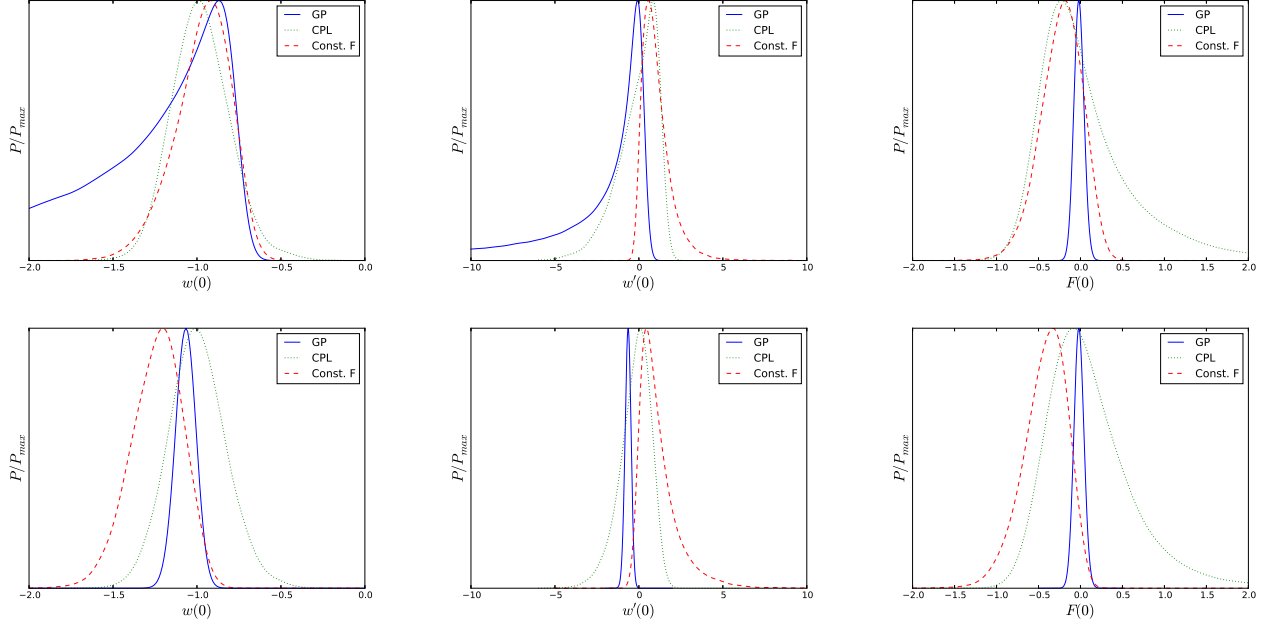 P/P_max
GP
CPL
Const. F
−2.0 −1.5 −1.0 −0.5 0.0
w(0)
P/P_max
GP
CPL
Const. F
−10 −5 0 5 10
w′(0)
P/P_max
GP
CPL
Const. F
−2.0 −1.5 −1.0 −0.5 0.0 0.5 1.0 1.5 2.0
F(0)
P/P_max
GP
CPL
Const. F
−2.0 −1.5 −1.0 −0.5 0.0
w(0)
P/P_max
GP
CPL
Const. F
−10 −5 0 5 10
w′(0)
P/P_max
GP
CPL
Const. F
−2.0 −1.5 −1.0 −0.5 0.0 0.5 1.0 1.5 2.0
F(0)